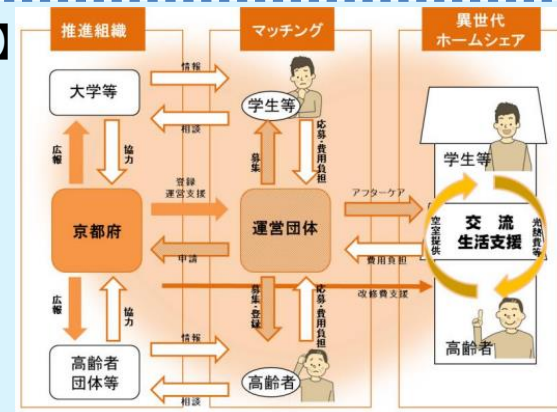 】
推進組織
マッチング
異世代
ホームシェア
大学等
情報
相談
学生等
広報
協力
募集
応募・費用負担
学生等
登録
運営支援
アフターケア
京都府
運営団体
空室提供
交流
生活支援
光熱費等
申請
費用負担
改修費支援
広報
協力
募集・登録
応募・費用負担
情報
高齢者
団体等
高齢者
高齢者
相談